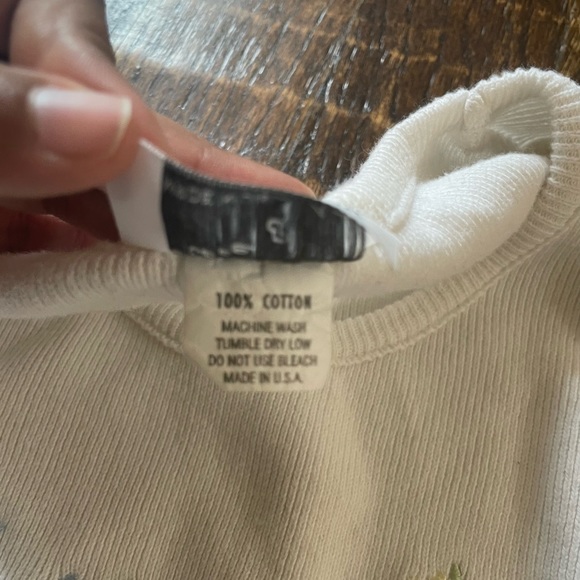 100% COTTON
MACHINE WASH
TUMBLE DRY LOW
DO NOT USE BLEACH
MADE IN U.S.A.